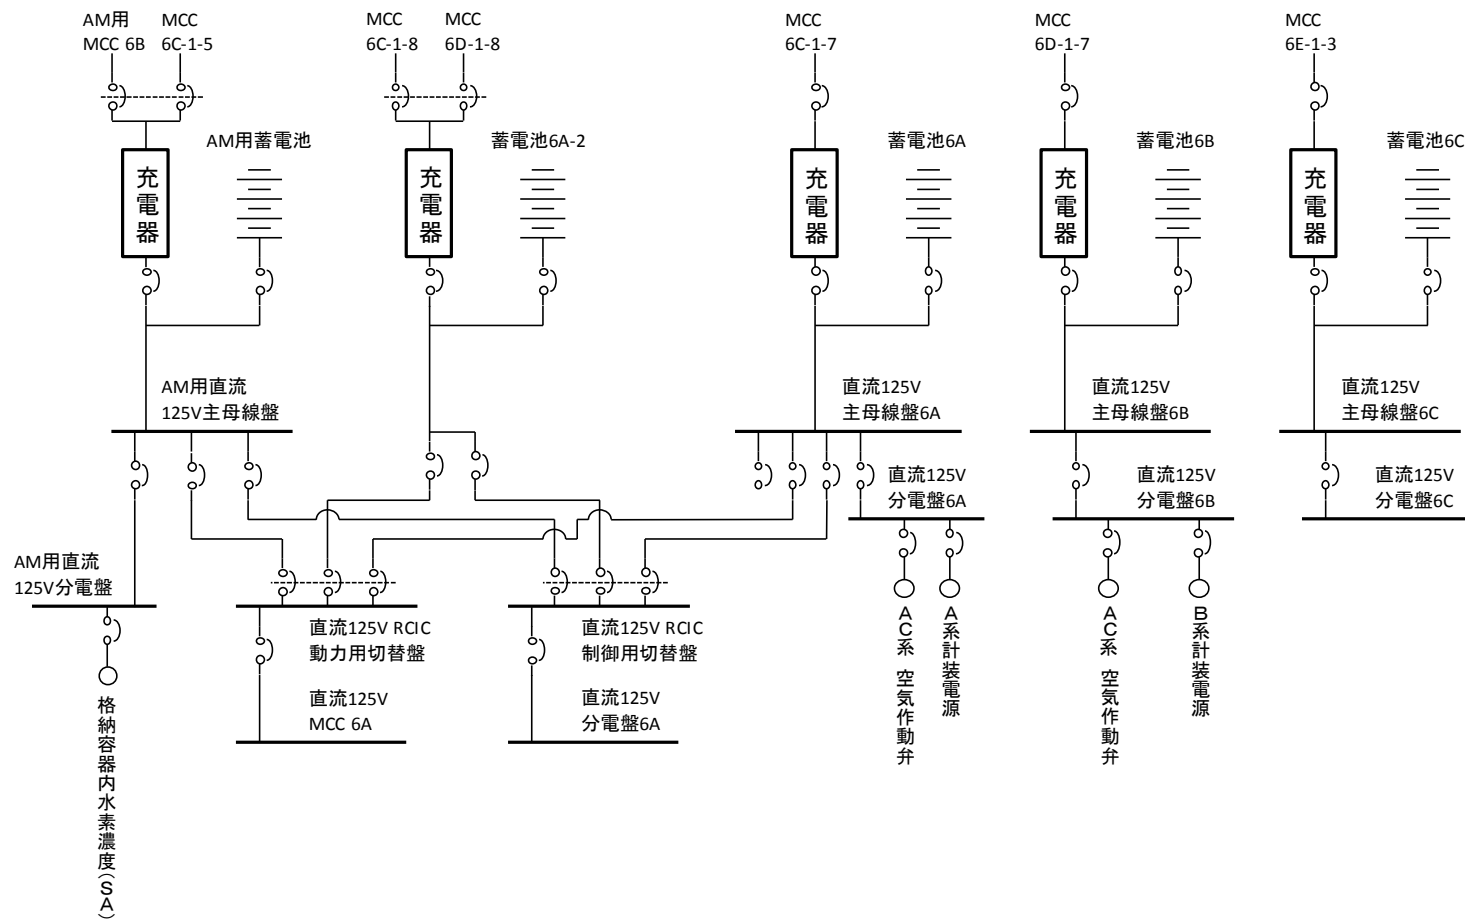 AM用
MCC 6B
MCC
6C-1-5
MCC
6C-1-8
MCC
6D-1-8
MCC
6C-1-7
MCC
6D-1-7
MCC
6E-1-3
充電器
AM用蓄電池
充電器
蓄電池6A-2
充電器
蓄電池6A
充電器
蓄電池6B
充電器
蓄電池6C
AM用直流
125V主母線盤
直流125V
主母線盤6A
直流125V
主母線盤6B
直流125V
主母線盤6C
直流125V
分電盤6A
直流125V
分電盤6B
直流125V
分電盤6C
AM用直流
125V分電盤
直流125V RCIC
動力用切替盤
直流125V RCIC
制御用切替盤
直流125V
MCC 6A
直流125V
分電盤6A
AC系 空気作動弁
A系計装電源
AC系 空気作動弁
B系計装電源
格納容器内水素濃度(SA)